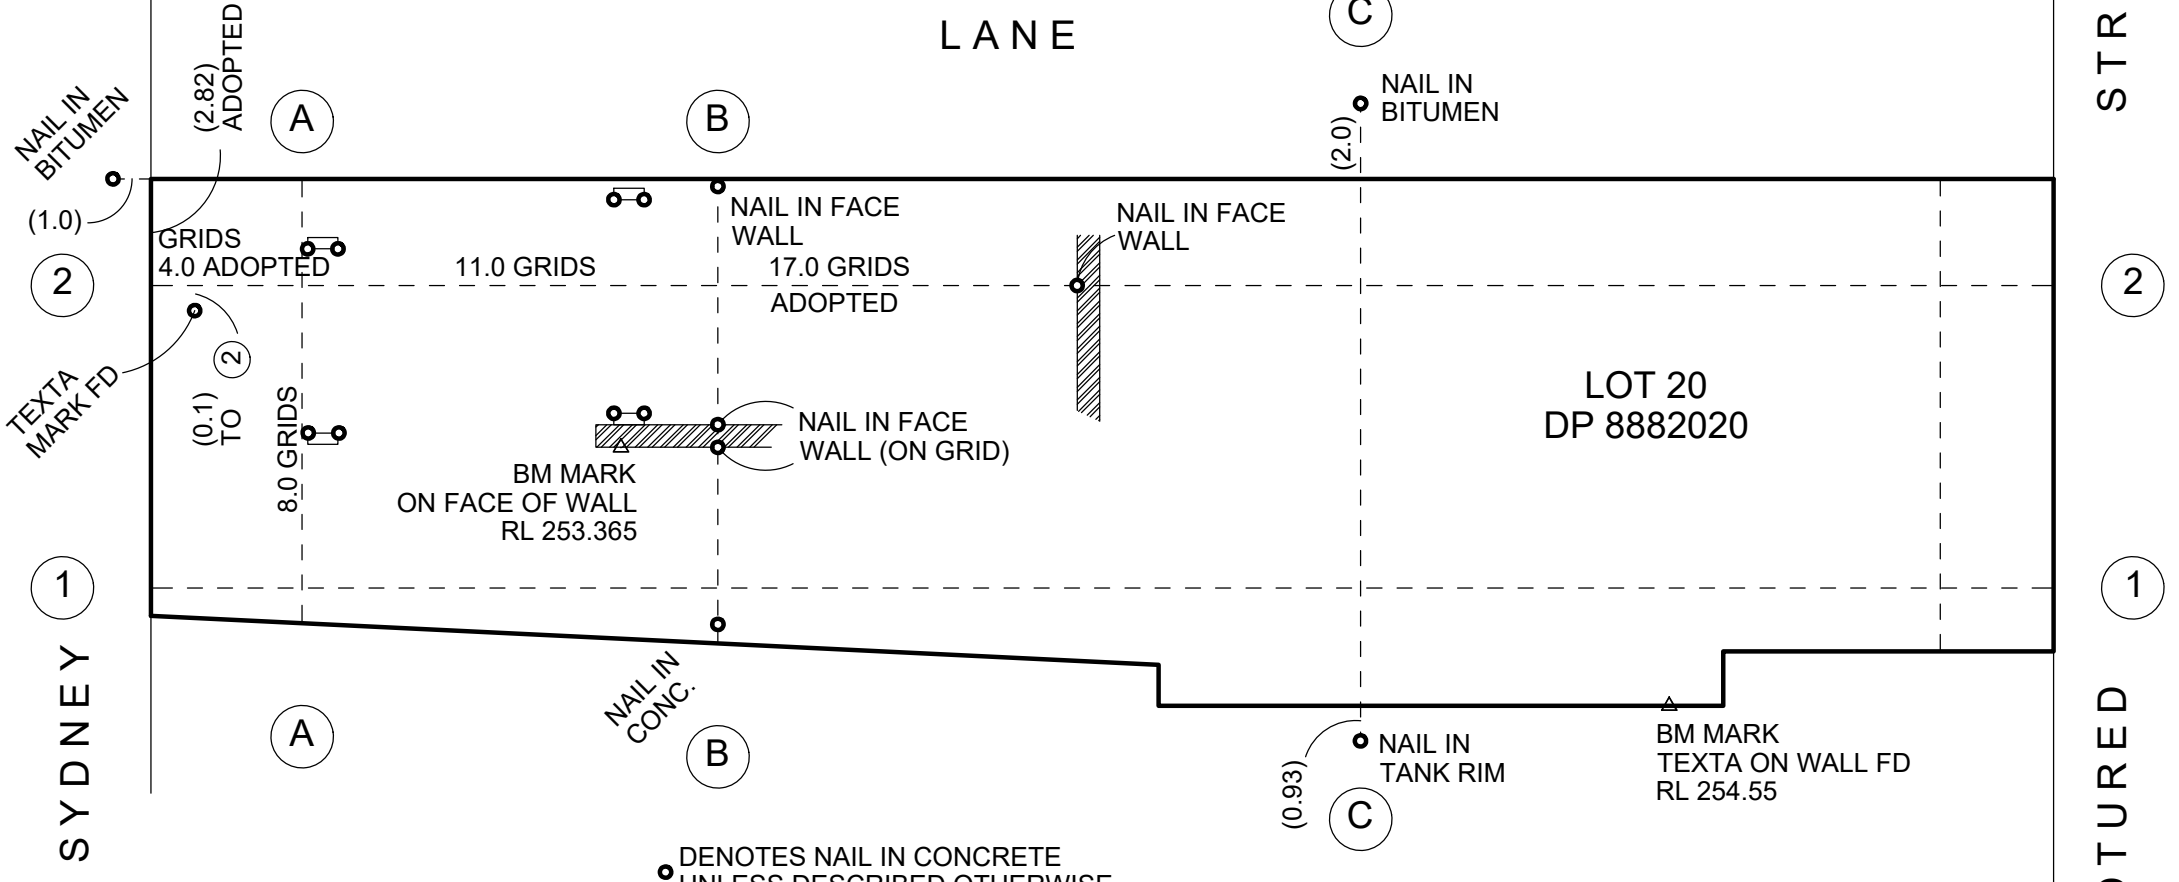 LANE
C
STR
(2.82)
ADOPTED
NAIL IN
BITUMEN
A
B
NAIL IN
BITUMEN
(2.0)
(1.0)
NAIL IN FACE
WALL
NAIL IN FACE
WALL
GRIDS
4.0 ADOPTED
11.0 GRIDS
17.0 GRIDS
ADOPTED
2
2
TEXTA
MARK FD
(0.1)
TO
2
8.0 GRIDS
LOT 20
DP 8882020
NAIL IN FACE
WALL (ON GRID)
BM MARK
ON FACE OF WALL
RL 253.365
1
1
SYDNEY
NAIL IN
CONC.
A
B
(0.93)
NAIL IN
TANK RIM
C
BM MARK
TEXTA ON WALL FD
RL 254.55
OTURED
DENOTES NAIL IN CONCRETE
UNLESS DESCRIBED OTHERWISE